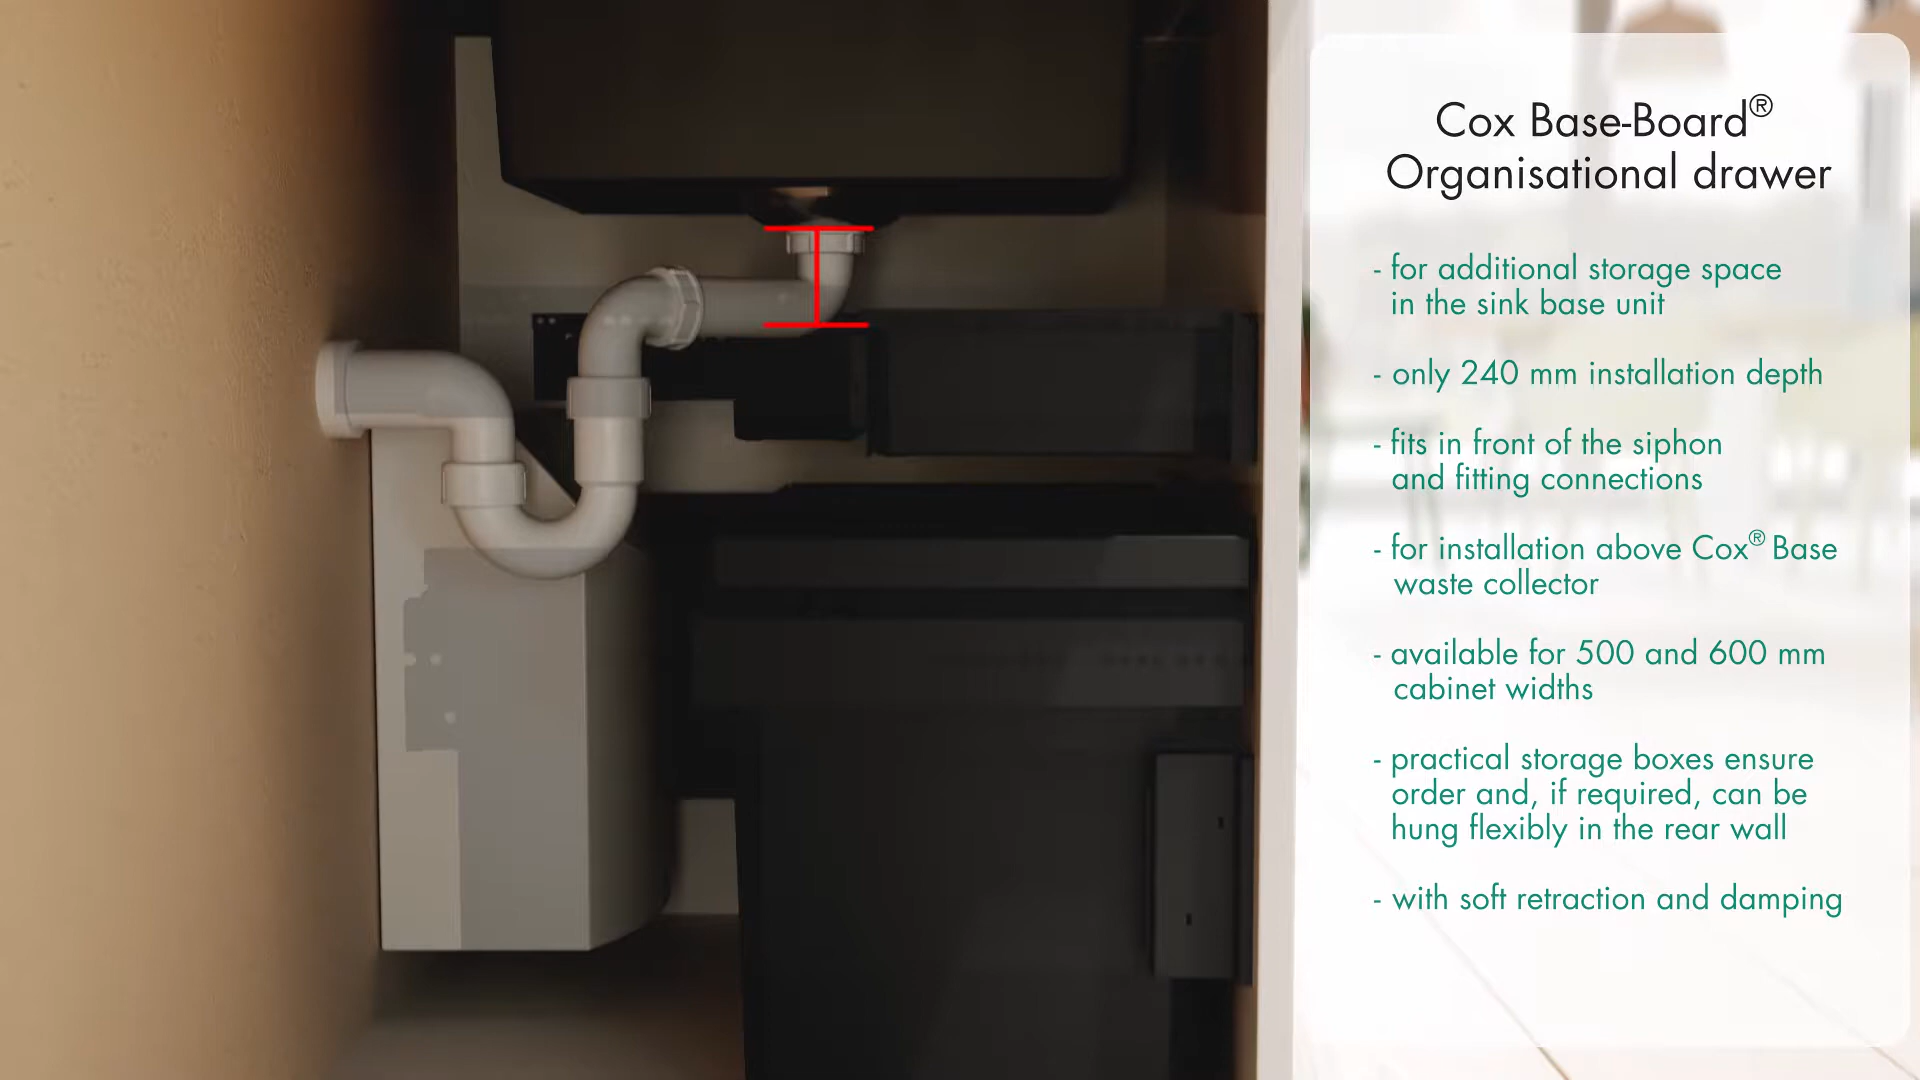 Cox Base-Board®
Organisational drawer
- for additional storage space
in the sink base unit
- only 240 mm installation depth
- fits in front of the siphon
and fitting connections
- for installation above Cox® Base
waste collector
- available for 500 and 600 mm
cabinet widths
- practical storage boxes ensure
order and, if required, can be
hung flexibly in the rear wall
- with soft retraction and damping